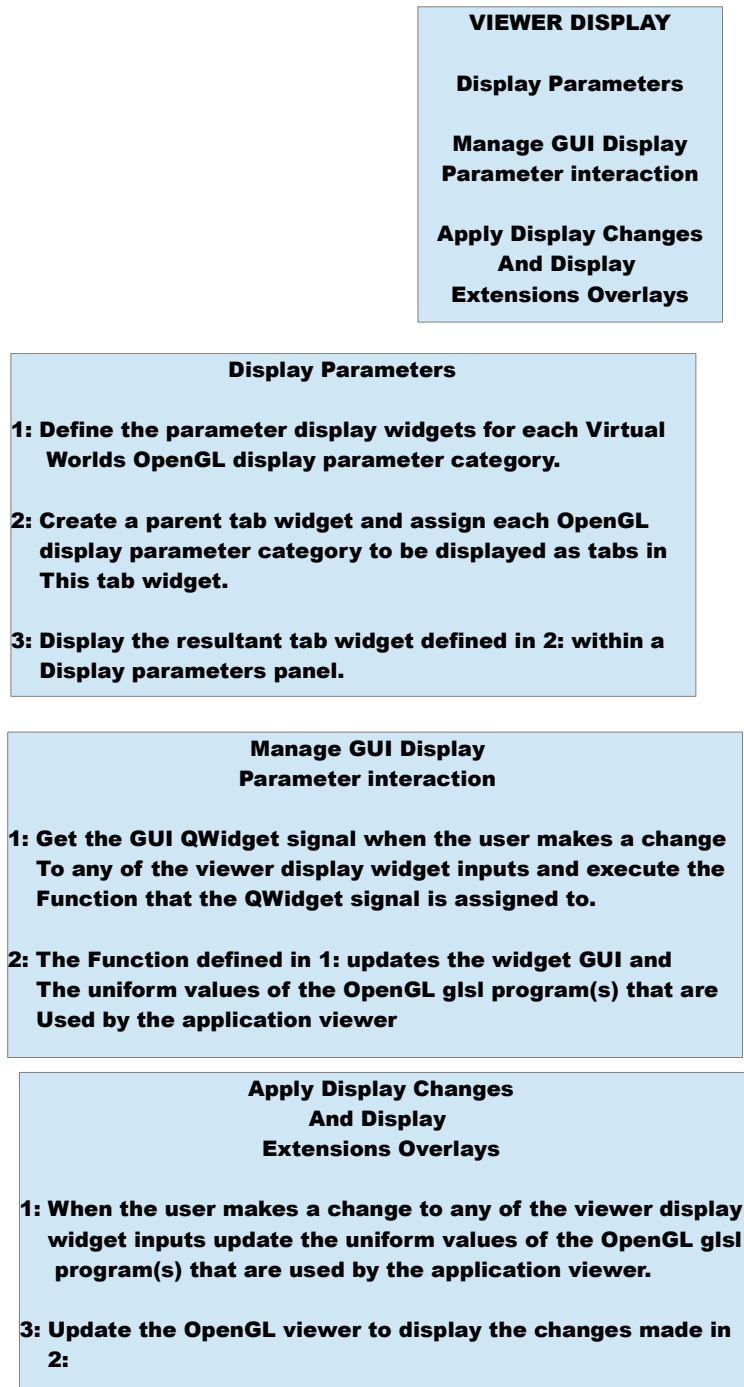 VIEWER DISPLAY
Display Parameters
Manage GUI Display
Parameter interaction
Apply Display Changes
And Display
Extensions Overlays
Display Parameters
1: Define the parameter display widgets for each Virtual
Worlds OpenGL display parameter category.
2: Create a parent tab widget and assign each OpenGL
display parameter category to be displayed as tabs in
This tab widget.
3: Display the resultant tab widget defined in 2: within a
Display parameters panel.
Manage GUI Display
Parameter interaction
1: Get the GUI QWidget signal when the user makes a change
To any of the viewer display widget inputs and execute the
Function that the QWidget signal is assigned to.
2: The Function defined in 1: updates the widget GUI and
The uniform values of the OpenGL glsl program(s) that are
Used by the application viewer
Apply Display Changes
And Display
Extensions Overlays
1: When the user makes a change to any of the viewer display
widget inputs update the uniform values of the OpenGL glsl
program(s) that are used by the application viewer.
3: Update the OpenGL viewer to display the changes made in
2: